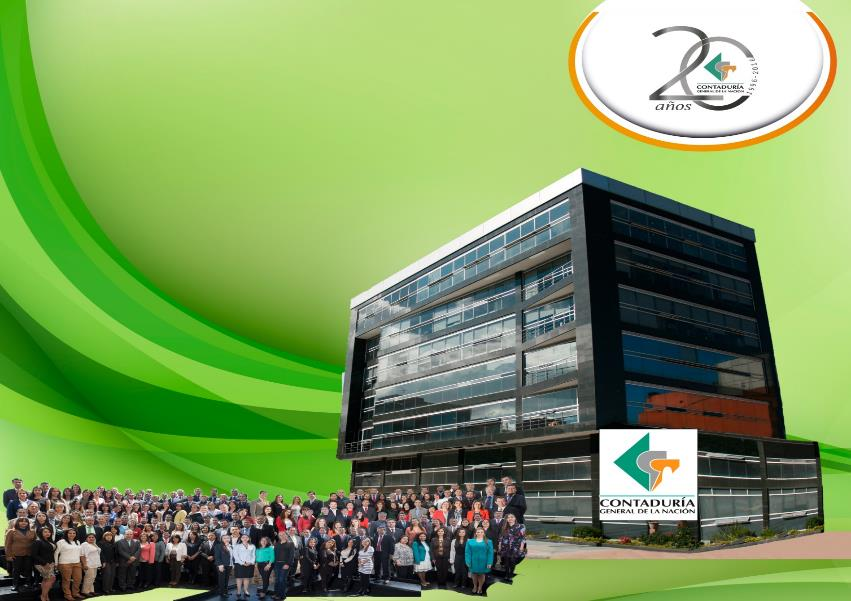 20
CONTADURÍA
GENERAL DE LA NACIÓN
años
1996-2016
CONTADURÍA
GENERAL DE LA NACIÓN